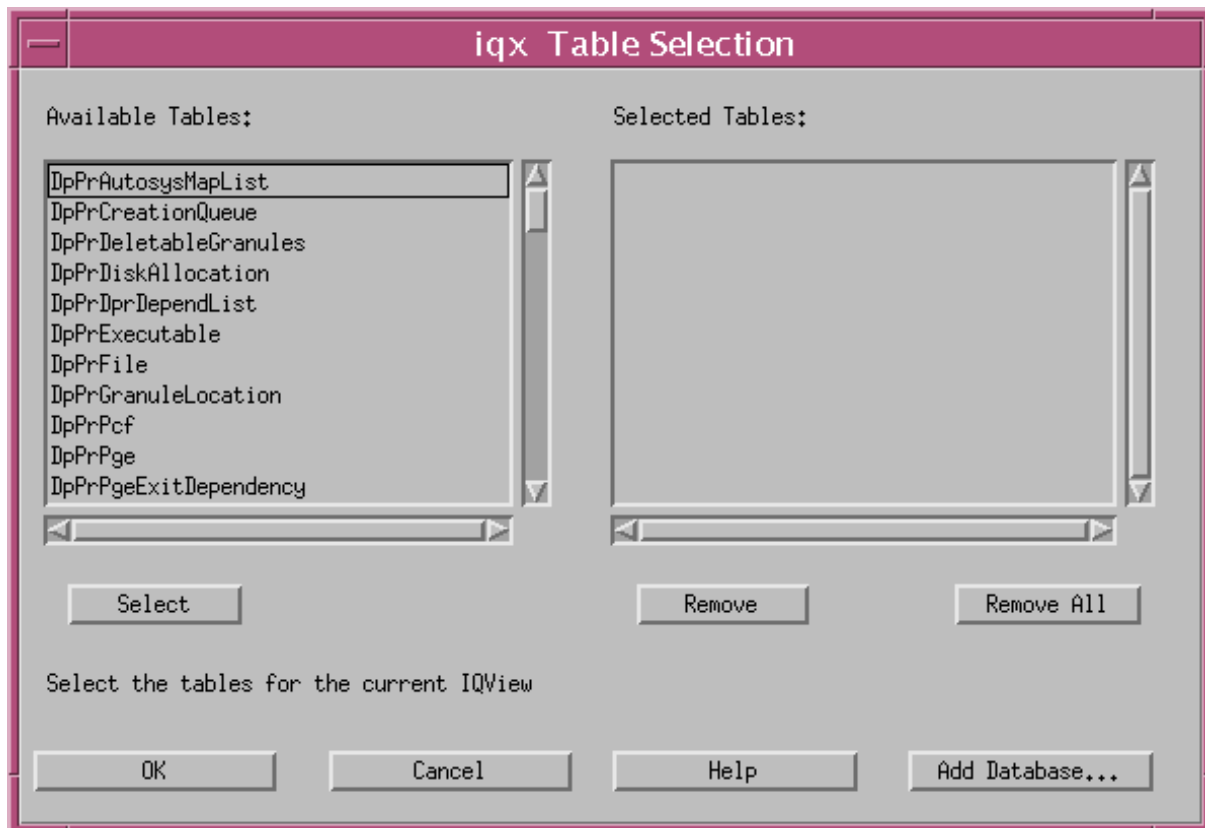 iqx Table Selection
Available Tables:
Selected Tables:
DpPrAutosysMapList
DpPrCreationQueue
DpPrDeletableGranules
DpPrDiskAllocation
DpPrDprDependList
DpPrExecutable
DpPrFile
DpPrGranuleLocation
DpPrPcf
DpPrPge
DpPrPgeExitDependency
Select
Remove
Remove All
Select the tables for the current IQView
OK
Cancel
Help
Add Database...